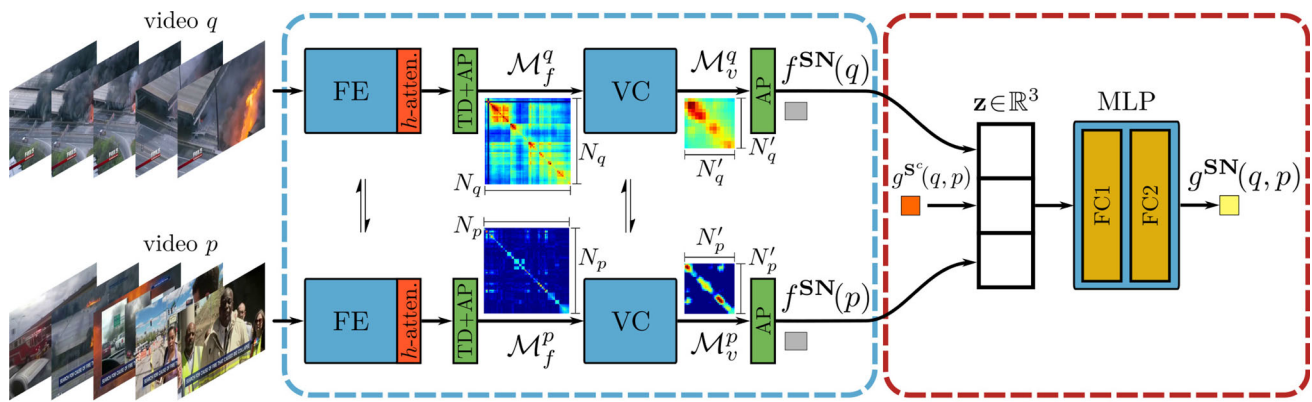 video q
FE
h-atten.
TD+AP
ℳ_f^q
N_q
N_q
VC
ℳ_v^q
N′_q
N′_q
AP
f^SN(q)
video p
FE
h-atten.
TD+AP
N_p
N_p
ℳ_f^p
VC
N′_p
N′_p
ℳ_v^p
AP
f^SN(p)
z∈ℝ^3
g^{S^c}(q, p)
MLP
FC1
FC2
g^SN(q, p)